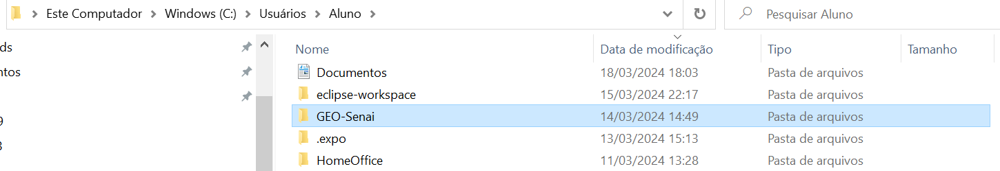 Este Computador > Windows (C:) > Usuários > Aluno >
Pesquisar Aluno
ds
ntos
9
Nome Data de modificação Tipo Tamanho
Documentos 18/03/2024 18:03 Pasta de arquivos
eclipse-workspace 15/03/2024 22:17 Pasta de arquivos
GEO-Senai 14/03/2024 14:49 Pasta de arquivos
.expo 13/03/2024 15:13 Pasta de arquivos
HomeOffice 11/03/2024 13:28 Pasta de arquivos